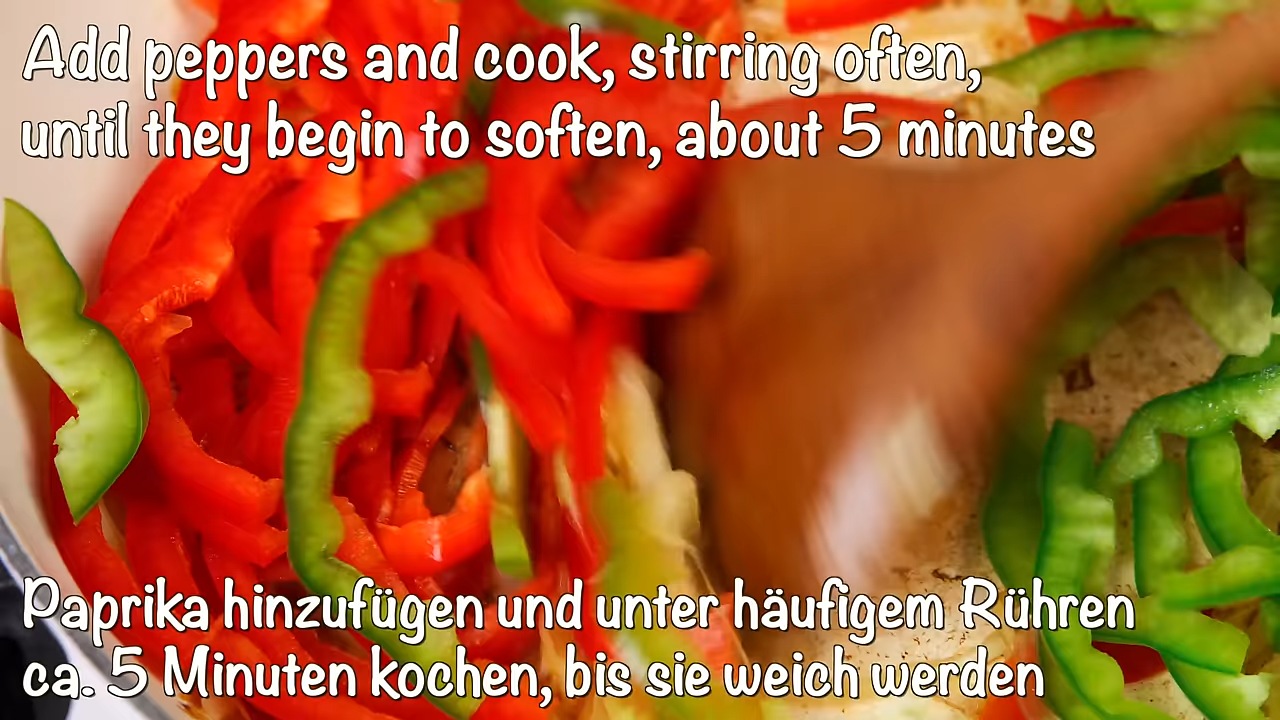 Add peppers and cook, stirring often,
until they begin to soften, about 5 minutes
Paprika hinzufügen und unter häufigem Rühren
ca. 5 Minuten kochen, bis sie weich werden